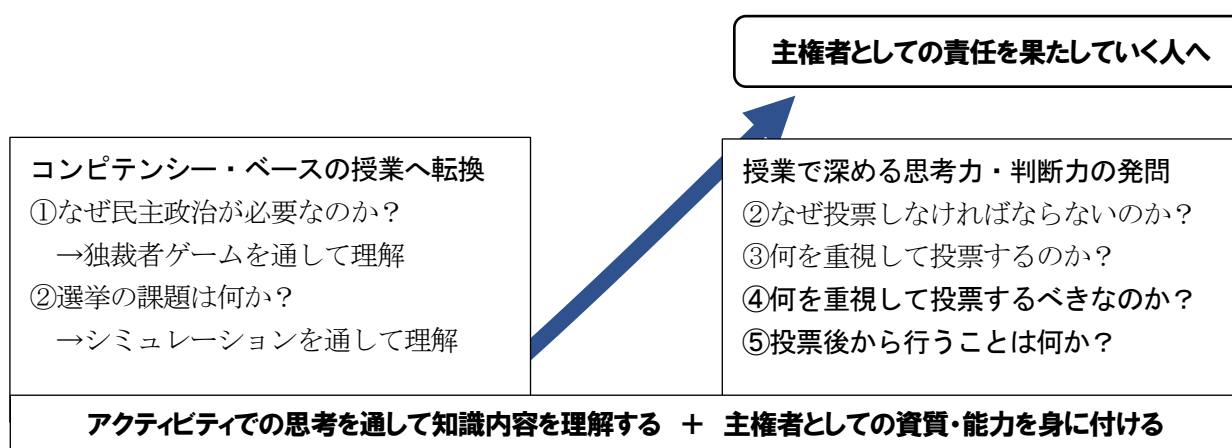 主権者としての責任を果たしていく人へ
コンピテンシー・ベースの授業へ転換
①なぜ民主政治が必要なのか？
→独裁者ゲームを通して理解
②選挙の課題は何か？
→シミュレーションを通して理解
授業で深める思考力・判断力の発問
②なぜ投票しなければならないのか？
③何を重視して投票するのか？
④何を重視して投票するべきなのか？
⑤投票後から行うことは何か？
アクティビティでの思考を通して知識内容を理解する ＋ 主権者としての資質・能力を身に付ける